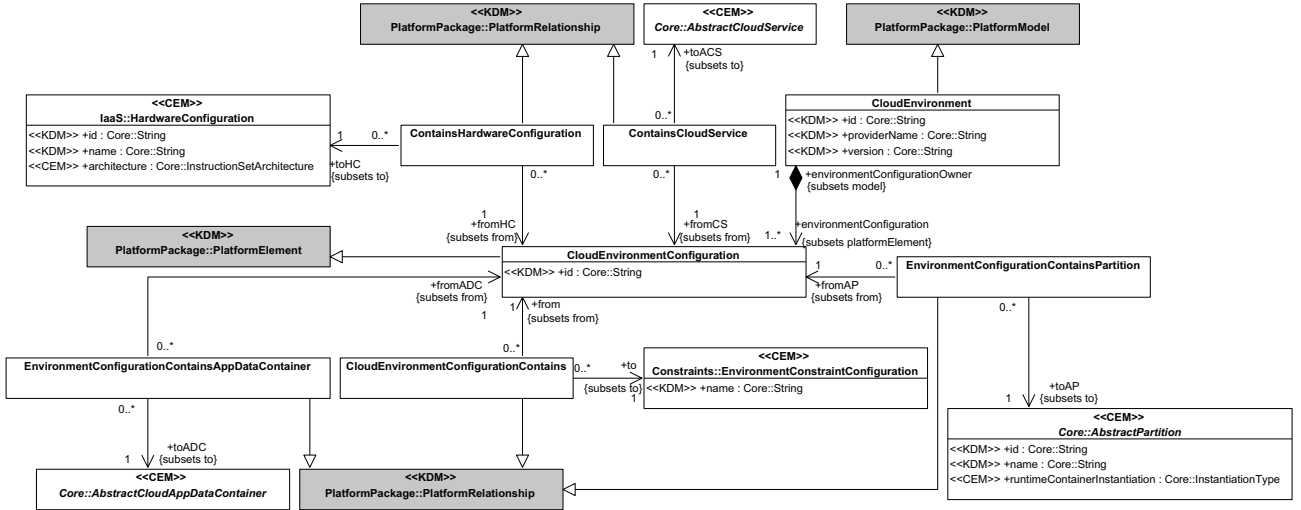 <<KDM>>
PlatformPackage::PlatformRelationship
<<CEM>>
Core::AbstractCloudService
<<KDM>>
PlatformPackage::PlatformModel
1
+toACS
{subsets to}
<<CEM>>
IaaS::HardwareConfiguration
<<KDM>> +id : Core::String
<<KDM>> +name : Core::String
<<CEM>> +architecture : Core::InstructionSetArchitecture
1
0..*
+toHC
{subsets to}
ContainsHardwareConfiguration
0..*
0..*
ContainsCloudService
0..*
CloudEnvironment
<<KDM>> +id : Core::String
<<KDM>> +providerName : Core::String
<<KDM>> +version : Core::String
1
+environmentConfigurationOwner
{subsets model}
1
+fromHC
{subsets from}
1
+fromCS
{subsets from}
1..*
+environmentConfiguration
{subsets platformElement}
<<KDM>>
PlatformPackage::PlatformElement
CloudEnvironmentConfiguration
<<KDM>> +id : Core::String
1
0..*
+fromAP
{subsets from}
EnvironmentConfigurationContainsPartition
0..*
+fromADC
{subsets from}
1
1
+from
{subsets from}
0..*
0..*
EnvironmentConfigurationContainsAppDataContainer
0..*
CloudEnvironmentConfigurationContains
0..*
+to
{subsets to}
1
<<CEM>>
Constraints::EnvironmentConstraintConfiguration
<<KDM>> +name : Core::String
+toAP
1
{subsets to}
<<CEM>>
Core::AbstractPartition
<<KDM>> +id : Core::String
<<KDM>> +name : Core::String
<<CEM>> +runtimeContainerInstantiation : Core::InstantiationType
+toADC
1
{subsets to}
<<CEM>>
Core::AbstractCloudAppDataContainer
<<KDM>>
PlatformPackage::PlatformRelationship